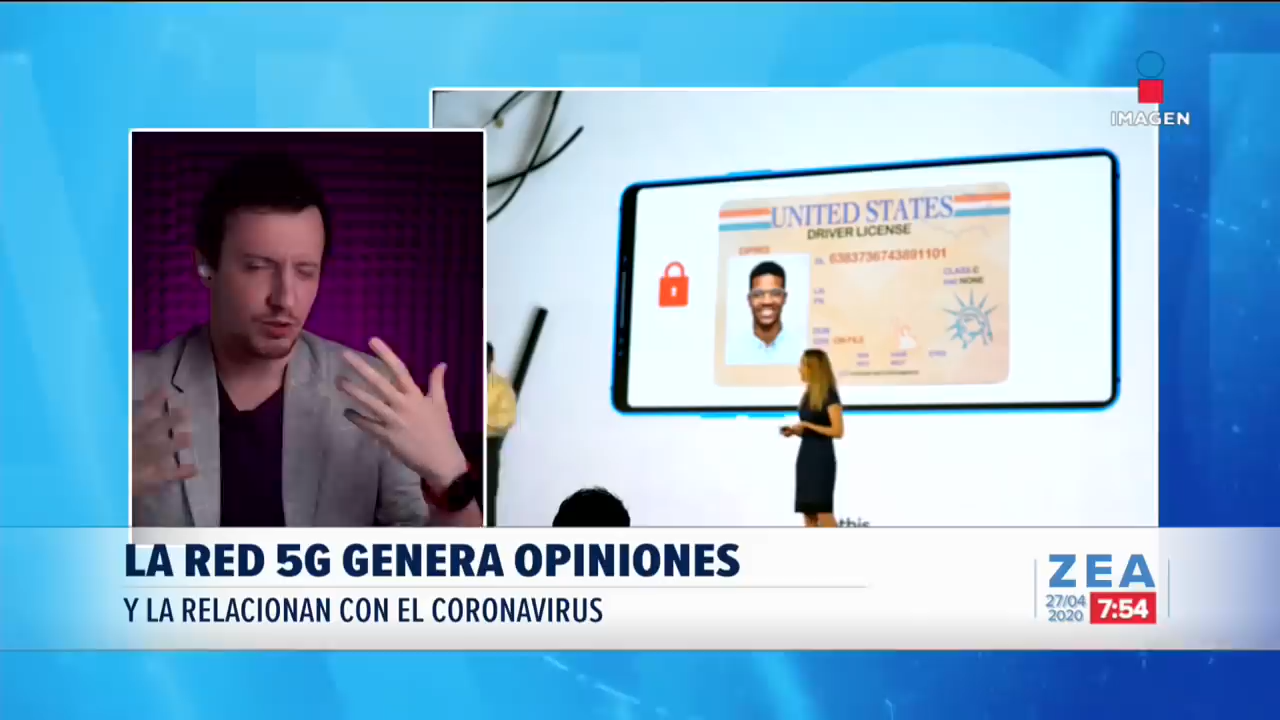 IMAGEN
UNITED STATES
DRIVER LICENSE
6383736743891101
CLASS C
NONE
this
LA RED 5G GENERA OPINIONES
Y LA RELACIONAN CON EL CORONAVIRUS
ZEA
27/04
2020
7:54